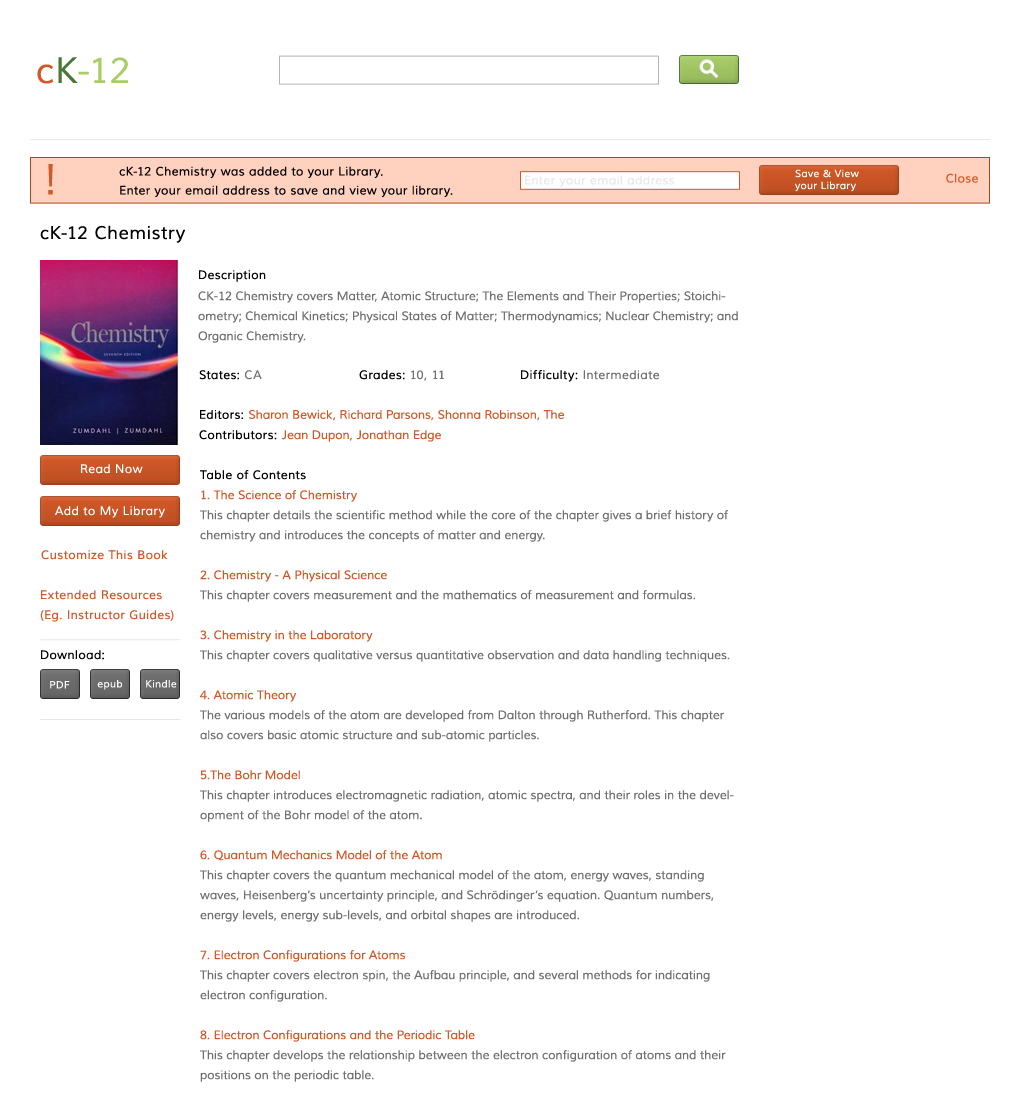 cK-12
cK-12 Chemistry was added to your Library.
Enter your email address to save and view your library.
Enter your email address
Save & View
your Library
Close
!
cK-12 Chemistry
Chemistry
SEVENTH EDITION
ZUMDAHL | ZUMDAHL
Read Now
Add to My Library
Customize This Book
Extended Resources
(Eg. Instructor Guides)
Download:
PDF epub Kindle
Description
CK-12 Chemistry covers Matter, Atomic Structure; The Elements and Their Properties; Stoichi-
ometry; Chemical Kinetics; Physical States of Matter; Thermodynamics; Nuclear Chemistry; and
Organic Chemistry.
States: CA Grades: 10, 11 Difficulty: Intermediate
Editors: Sharon Bewick, Richard Parsons, Shonna Robinson, The
Contributors: Jean Dupon, Jonathan Edge
Table of Contents
1. The Science of Chemistry
This chapter details the scientific method while the core of the chapter gives a brief history of
chemistry and introduces the concepts of matter and energy.
2. Chemistry - A Physical Science
This chapter covers measurement and the mathematics of measurement and formulas.
3. Chemistry in the Laboratory
This chapter covers qualitative versus quantitative observation and data handling techniques.
4. Atomic Theory
The various models of the atom are developed from Dalton through Rutherford. This chapter
also covers basic atomic structure and sub-atomic particles.
5.The Bohr Model
This chapter introduces electromagnetic radiation, atomic spectra, and their roles in the devel-
opment of the Bohr model of the atom.
6. Quantum Mechanics Model of the Atom
This chapter covers the quantum mechanical model of the atom, energy waves, standing
waves, Heisenberg's uncertainty principle, and Schrödinger's equation. Quantum numbers,
energy levels, energy sub-levels, and orbital shapes are introduced.
7. Electron Configurations for Atoms
This chapter covers electron spin, the Aufbau principle, and several methods for indicating
electron configuration.
8. Electron Configurations and the Periodic Table
This chapter develops the relationship between the electron configuration of atoms and their
positions on the periodic table.